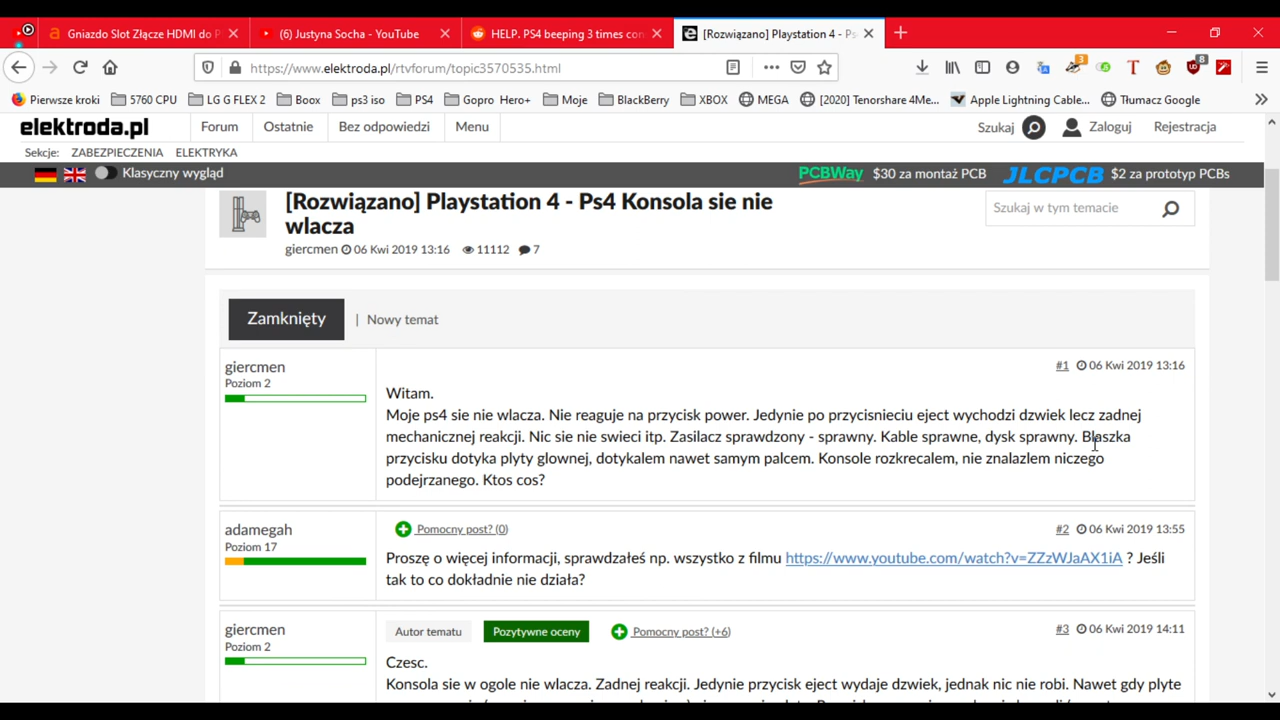 Gniazdo Slot Złącze HDMI do P
(6) Justyna Socha - YouTube
HELP. PS4 beeping 3 times con
[Rozwiązano] Playstation 4 - Ps
https://www.elektroda.pl/rtvforum/topic3570535.html
3
8
Pierwsze kroki
5760 CPU
LG G FLEX 2
Boox
ps3 iso
PS4
Gopro Hero+
Moje
BlackBerry
XBOX
MEGA
[2020] Tenorshare 4Me...
Apple Lightning Cable...
Tłumacz Google
elektroda.pl
Forum
Ostatnie
Bez odpowiedzi
Menu
Szukaj
Zaloguj
Rejestracja
Sekcje: ZABEZPIECZENIA ELEKTRYKA
Klasyczny wygląd
PCBWay $30 za montaż PCB
JLCPCB $2 za prototyp PCBs
[Rozwiązano] Playstation 4 - Ps4 Konsola sie nie
wlacza
Szukaj w tym temacie
giercmen 06 Kwi 2019 13:16 11112 7
Zamknięty | Nowy temat
giercmen
Poziom 2
#1 06 Kwi 2019 13:16
Witam.
Moje ps4 sie nie wlacza. Nie reaguje na przycisk power. Jedynie po przycisnieciu eject wychodzi dzwiek lecz zadnej
mechanicznej reakcji. Nic sie nie swieci itp. Zasilacz sprawdzony - sprawny. Kable sprawne, dysk sprawny. Blaszka
przycisku dotyka plyty glownej, dotykalem nawet samym palcem. Konsole rozkrecalem, nie znalazlem niczego
podejrzanego. Ktos cos?
adamegah
Poziom 17
Pomocny post? (0)
#2 06 Kwi 2019 13:55
Proszę o więcej informacji, sprawdzałeś np. wszystko z filmu https://www.youtube.com/watch?v=ZZzWJaAX1iA ? Jeśli
tak to co dokładnie nie działa?
giercmen
Poziom 2
Autor tematu
Pozytywne oceny
Pomocny post? (+6)
#3 06 Kwi 2019 14:11
Czesc.
Konsola sie w ogole nie wlacza. Zadnej reakcji. Jedynie przycisk eject wydaje dzwiek, jednak nic nie robi. Nawet gdy plyte